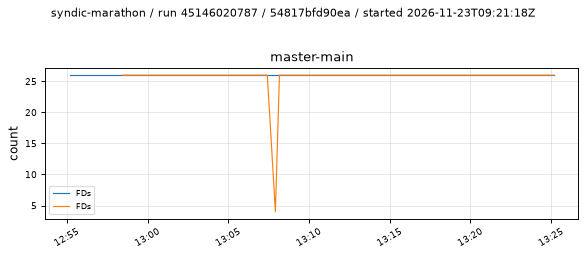 syndic-marathon / run 45146020787 / 54817bfd90ea / started 2026-11-23T09:21:18Z
master-main
count
25
20
15
10
5
FDs
FDs
12:55
13:00
13:05
13:10
13:15
13:20
13:25